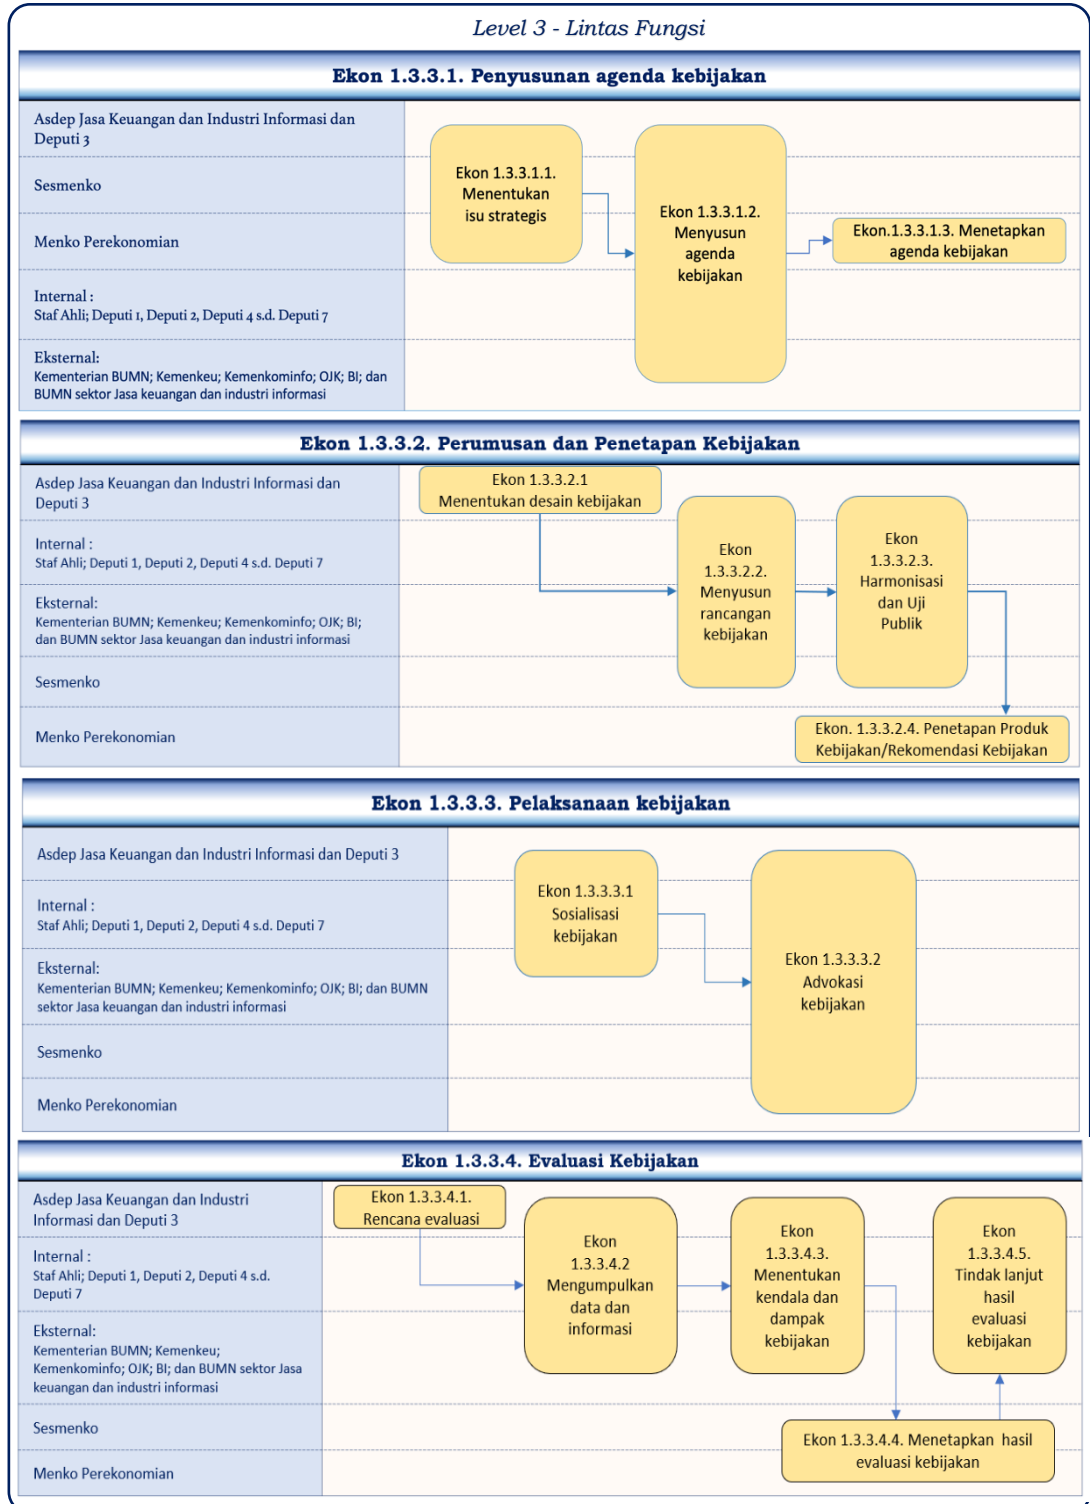 Level 3 - Lintas Fungsi
Ekon 1.3.3.1. Penyusunan agenda kebijakan
Asdep Jasa Keuangan dan Industri Informasi dan
Deputi 3
Sesmenko
Menko Perekonomian
Internal :
Staf Ahli; Deputi 1, Deputi 2, Deputi 4 s.d. Deputi 7
Eksternal:
Kementerian BUMN; Kemenkeu; Kemenkominfo; OJK; BI; dan
BUMN sektor Jasa keuangan dan industri informasi
Ekon 1.3.3.1.1.
Menentukan
isu strategis
Ekon 1.3.3.1.2.
Menyusun
agenda
kebijakan
Ekon.1.3.3.1.3. Menetapkan
agenda kebijakan
Ekon 1.3.3.2. Perumusan dan Penetapan Kebijakan
Asdep Jasa Keuangan dan Industri Informasi dan
Deputi 3
Internal :
Staf Ahli; Deputi 1, Deputi 2, Deputi 4 s.d. Deputi 7
Eksternal:
Kementerian BUMN; Kemenkeu; Kemenkominfo; OJK; BI;
dan BUMN sektor Jasa keuangan dan industri informasi
Sesmenko
Menko Perekonomian
Ekon 1.3.3.2.1
Menentukan desain kebijakan
Ekon
1.3.3.2.2.
Menyusun
rancangan
kebijakan
Ekon
1.3.3.2.3.
Harmonisasi
dan Uji
Publik
Ekon. 1.3.3.2.4. Penetapan Produk
Kebijakan/Rekomendasi Kebijakan
Ekon 1.3.3.3. Pelaksanaan kebijakan
Asdep Jasa Keuangan dan Industri Informasi dan Deputi 3
Internal :
Staf Ahli; Deputi 1, Deputi 2, Deputi 4 s.d. Deputi 7
Eksternal:
Kementerian BUMN; Kemenkeu; Kemenkominfo; OJK; BI; dan BUMN
sektor Jasa keuangan dan industri informasi
Sesmenko
Menko Perekonomian
Ekon 1.3.3.3.1
Sosialisasi
kebijakan
Ekon 1.3.3.3.2
Advokasi
kebijakan
Ekon 1.3.3.4. Evaluasi Kebijakan
Asdep Jasa Keuangan dan Industri
Informasi dan Deputi 3
Internal :
Staf Ahli; Deputi 1, Deputi 2, Deputi 4 s.d.
Deputi 7
Eksternal:
Kementerian BUMN; Kemenkeu;
Kemenkominfo; OJK; BI; dan BUMN sektor Jasa
keuangan dan industri informasi
Sesmenko
Menko Perekonomian
Ekon 1.3.3.4.1.
Rencana evaluasi
Ekon
1.3.3.4.2
Mengumpulkan
data dan
informasi
Ekon
1.3.3.4.3.
Menentukan
kendala dan
dampak
kebijakan
Ekon
1.3.3.4.5.
Tindak lanjut
hasil
evaluasi
kebijakan
Ekon 1.3.3.4.4. Menetapkan hasil
evaluasi kebijakan